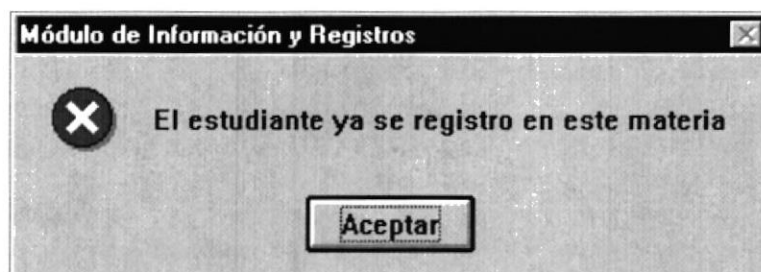 Módulo de Información y Registros
El estudiante ya se registro en este materia
Aceptar